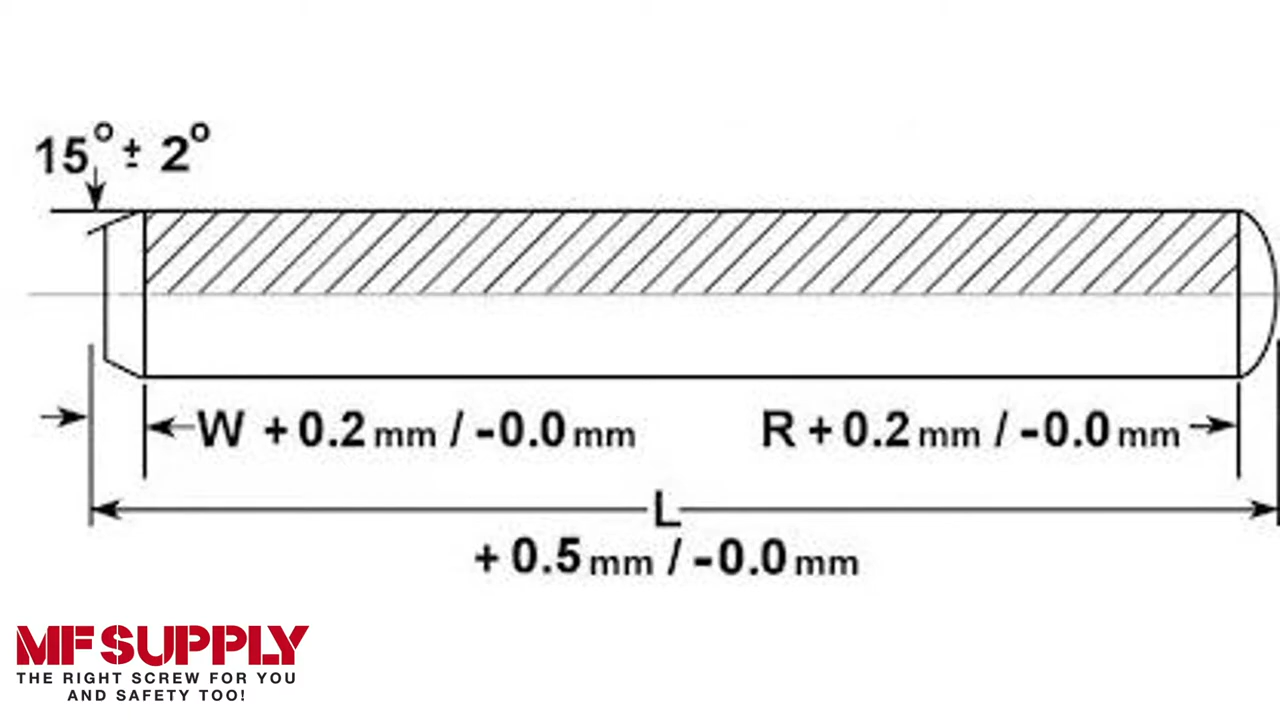 15° ± 2°
W +0.2 mm / -0.0 mm
R +0.2 mm / -0.0 mm
L
+ 0.5 mm / -0.0 mm
MF SUPPLY
THE RIGHT SCREW FOR YOU
AND SAFETY TOO!